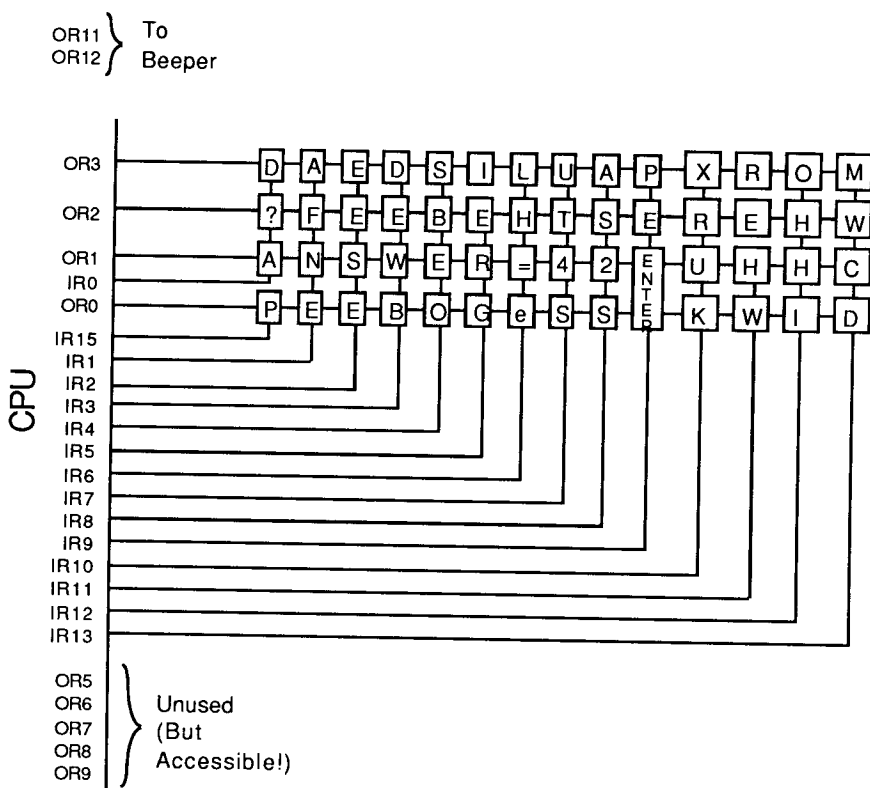 OR11
OR12
To
Beeper
OR3 D A E D S I L U A P X R O M
OR2 ? F E E B E H T S E R E H W
OR1 A N S W E R = 4 2 ENTER U H H C
IR0
OR0 P E E B O G e S S K W I D
IR15
IR1
IR2
IR3
IR4
IR5
IR6
IR7
IR8
IR9
IR10
IR11
IR12
IR13
CPU
OR5
OR6
OR7
OR8
OR9
Unused
(But
Accessible!)